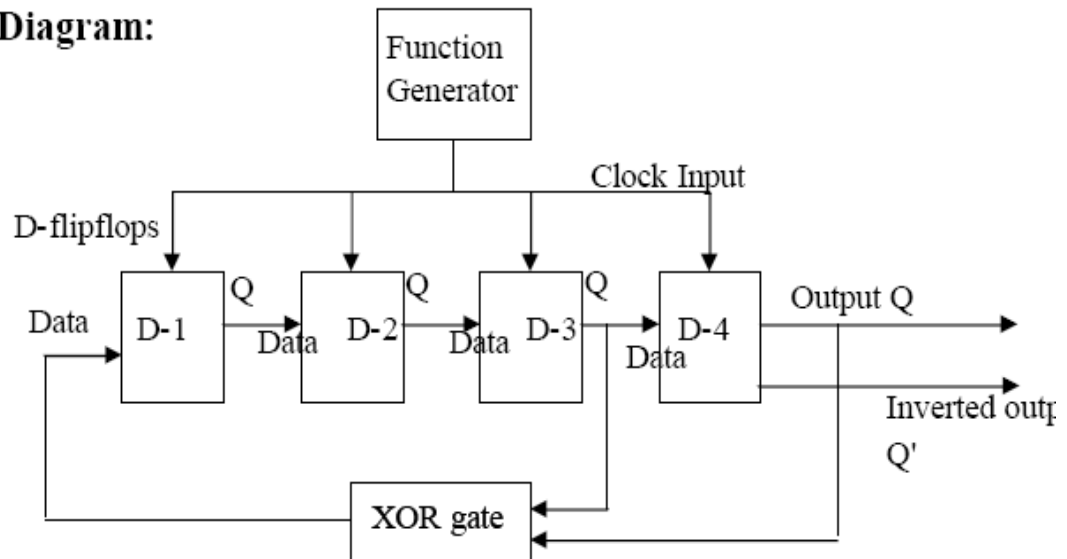 Diagram:
Function
Generator
Clock Input
D-flipflops
Q
Q
Q
Output Q
Data
D-1
Data
D-2
Data
D-3
Data
D-4
Inverted outp
Q'
XOR gate